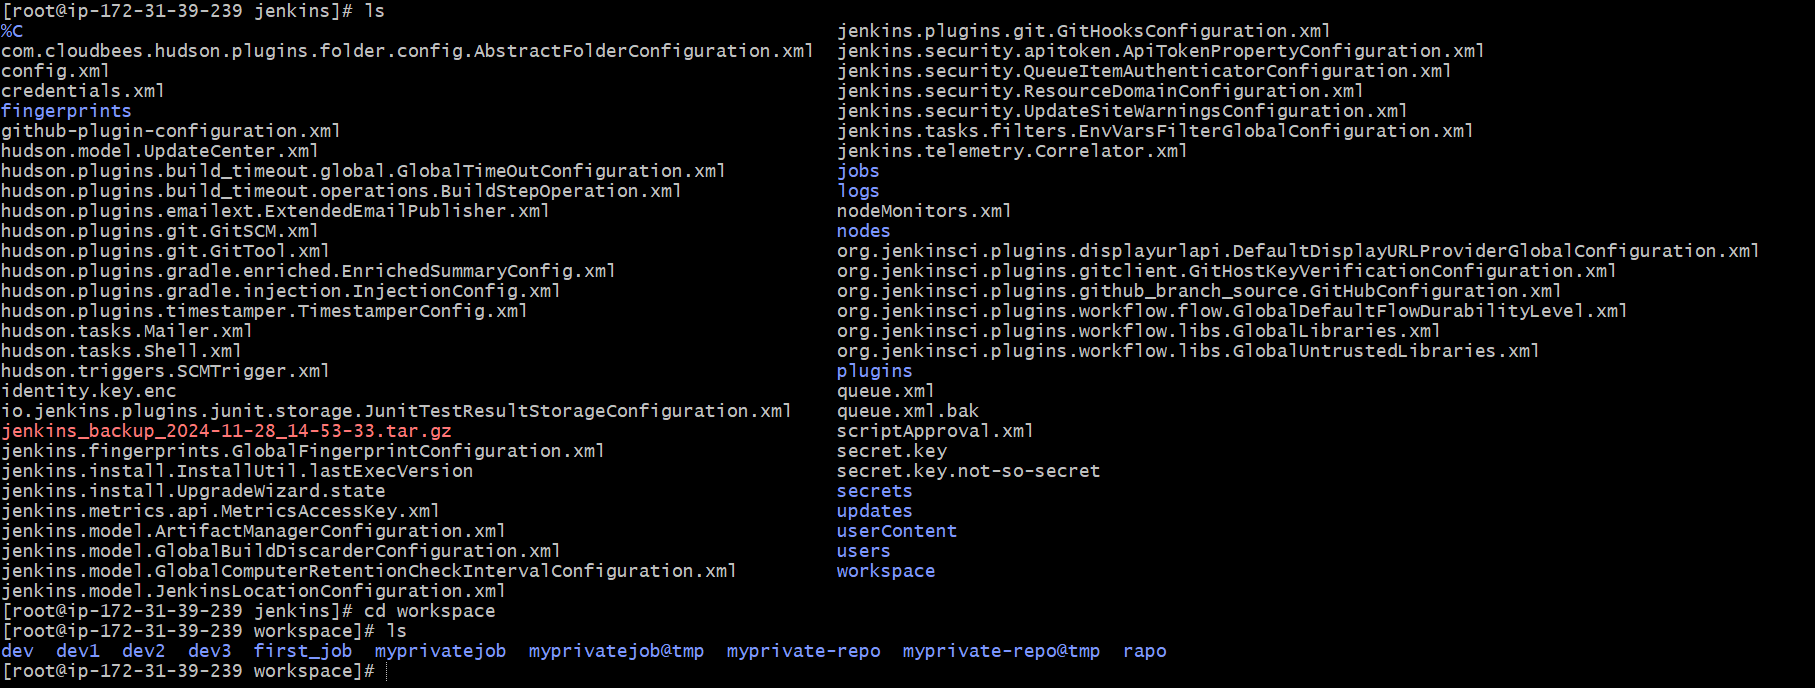 [root@ip-172-31-39-239 jenkins]# ls
%C jenkins.plugins.git.GitHooksConfiguration.xml
com.cloudbees.hudson.plugins.folder.config.AbstractFolderConfiguration.xml jenkins.security.apitoken.ApiTokenPropertyConfiguration.xml
config.xml jenkins.security.QueueItemAuthenticatorConfiguration.xml
credentials.xml jenkins.security.ResourceDomainConfiguration.xml
fingerprints jenkins.security.UpdateSiteWarningsConfiguration.xml
github-plugin-configuration.xml jenkins.tasks.filters.EnvVarsFilterGlobalConfiguration.xml
hudson.model.UpdateCenter.xml jenkins.telemetry.Correlator.xml
hudson.plugins.build_timeout.global.GlobalTimeOutConfiguration.xml jobs
hudson.plugins.build_timeout.operations.BuildStepOperation.xml logs
hudson.plugins.emailext.ExtendedEmailPublisher.xml nodeMonitors.xml
hudson.plugins.git.GitSCM.xml nodes
hudson.plugins.git.GitTool.xml org.jenkinsci.plugins.displayurlapi.DefaultDisplayURLProviderGlobalConfiguration.xml
hudson.plugins.gradle.enriched.EnrichedSummaryConfig.xml org.jenkinsci.plugins.gitclient.GitHostKeyVerificationConfiguration.xml
hudson.plugins.gradle.injection.InjectionConfig.xml org.jenkinsci.plugins.github_branch_source.GitHubConfiguration.xml
hudson.plugins.timestamper.TimestamperConfig.xml org.jenkinsci.plugins.workflow.flow.GlobalDefaultFlowDurabilityLevel.xml
hudson.tasks.Mailer.xml org.jenkinsci.plugins.workflow.libs.GlobalLibraries.xml
hudson.tasks.Shell.xml org.jenkinsci.plugins.workflow.libs.GlobalUntrustedLibraries.xml
hudson.triggers.SCMTrigger.xml plugins
identity.key.enc queue.xml
io.jenkins.plugins.junit.storage.JunitTestResultStorageConfiguration.xml queue.xml.bak
jenkins_backup_2024-11-28_14-53-33.tar.gz scriptApproval.xml
jenkins.fingerprints.GlobalFingerprintConfiguration.xml secret.key
jenkins.install.InstallUtil.lastExecVersion secret.key.not-so-secret
jenkins.install.UpgradeWizard.state secrets
jenkins.metrics.api.MetricsAccessKey.xml updates
jenkins.model.ArtifactManagerConfiguration.xml userContent
jenkins.model.GlobalBuildDiscarderConfiguration.xml users
jenkins.model.GlobalComputerRetentionCheckIntervalConfiguration.xml workspace
jenkins.model.JenkinsLocationConfiguration.xml
[root@ip-172-31-39-239 jenkins]# cd workspace
[root@ip-172-31-39-239 workspace]# ls
dev dev1 dev2 dev3 first_job myprivatejob myprivatejob@tmp myprivate-repo myprivate-repo@tmp rapo
[root@ip-172-31-39-239 workspace]#